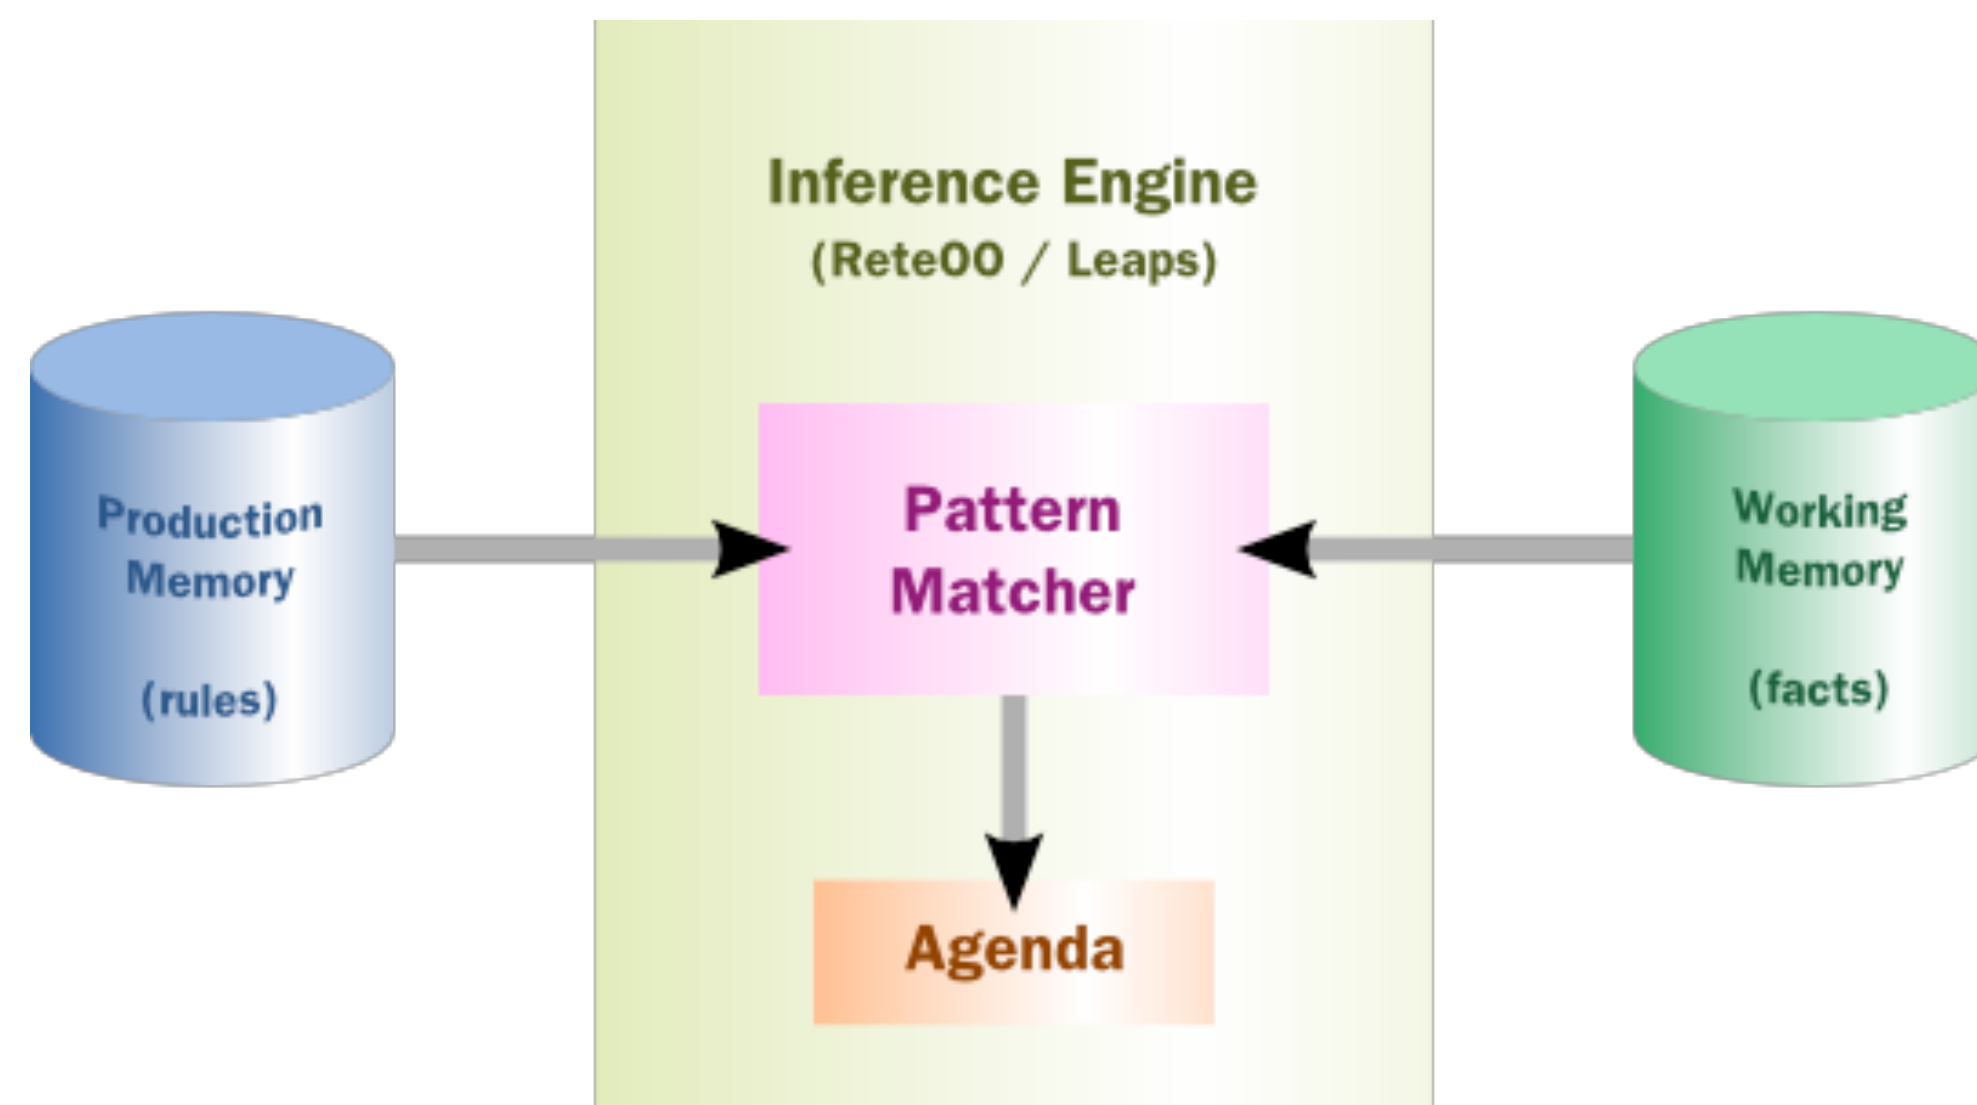 Inference Engine
(ReteOO / Leaps)
Production
Memory
(rules)
Pattern
Matcher
Working
Memory
(facts)
Agenda